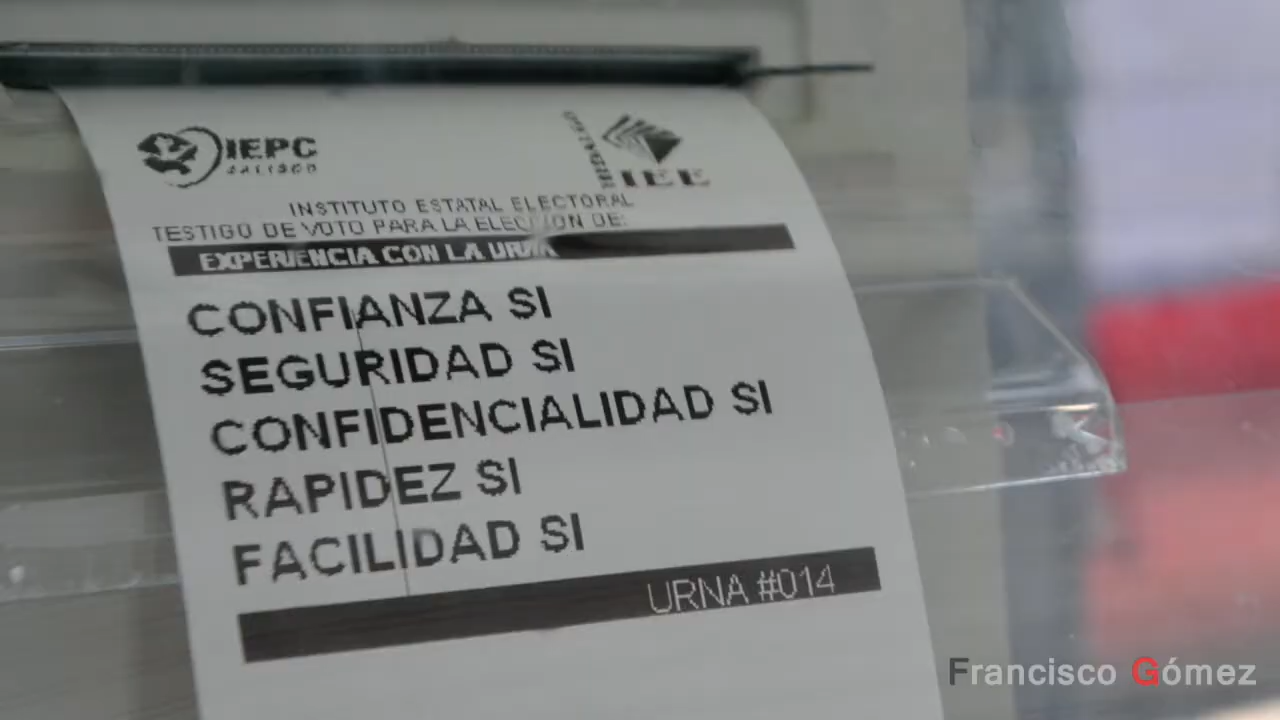 IEPC
JALISCO
IEE
INSTITUTO ESTATAL ELECTORAL
TESTIGO DE VOTO PARA LA ELECCION DE:
EXPERIENCIA CON LA URNA
CONFIANZA SI
SEGURIDAD SI
CONFIDENCIALIDAD SI
RAPIDEZ SI
FACILIDAD SI
URNA #014
Francisco Gómez